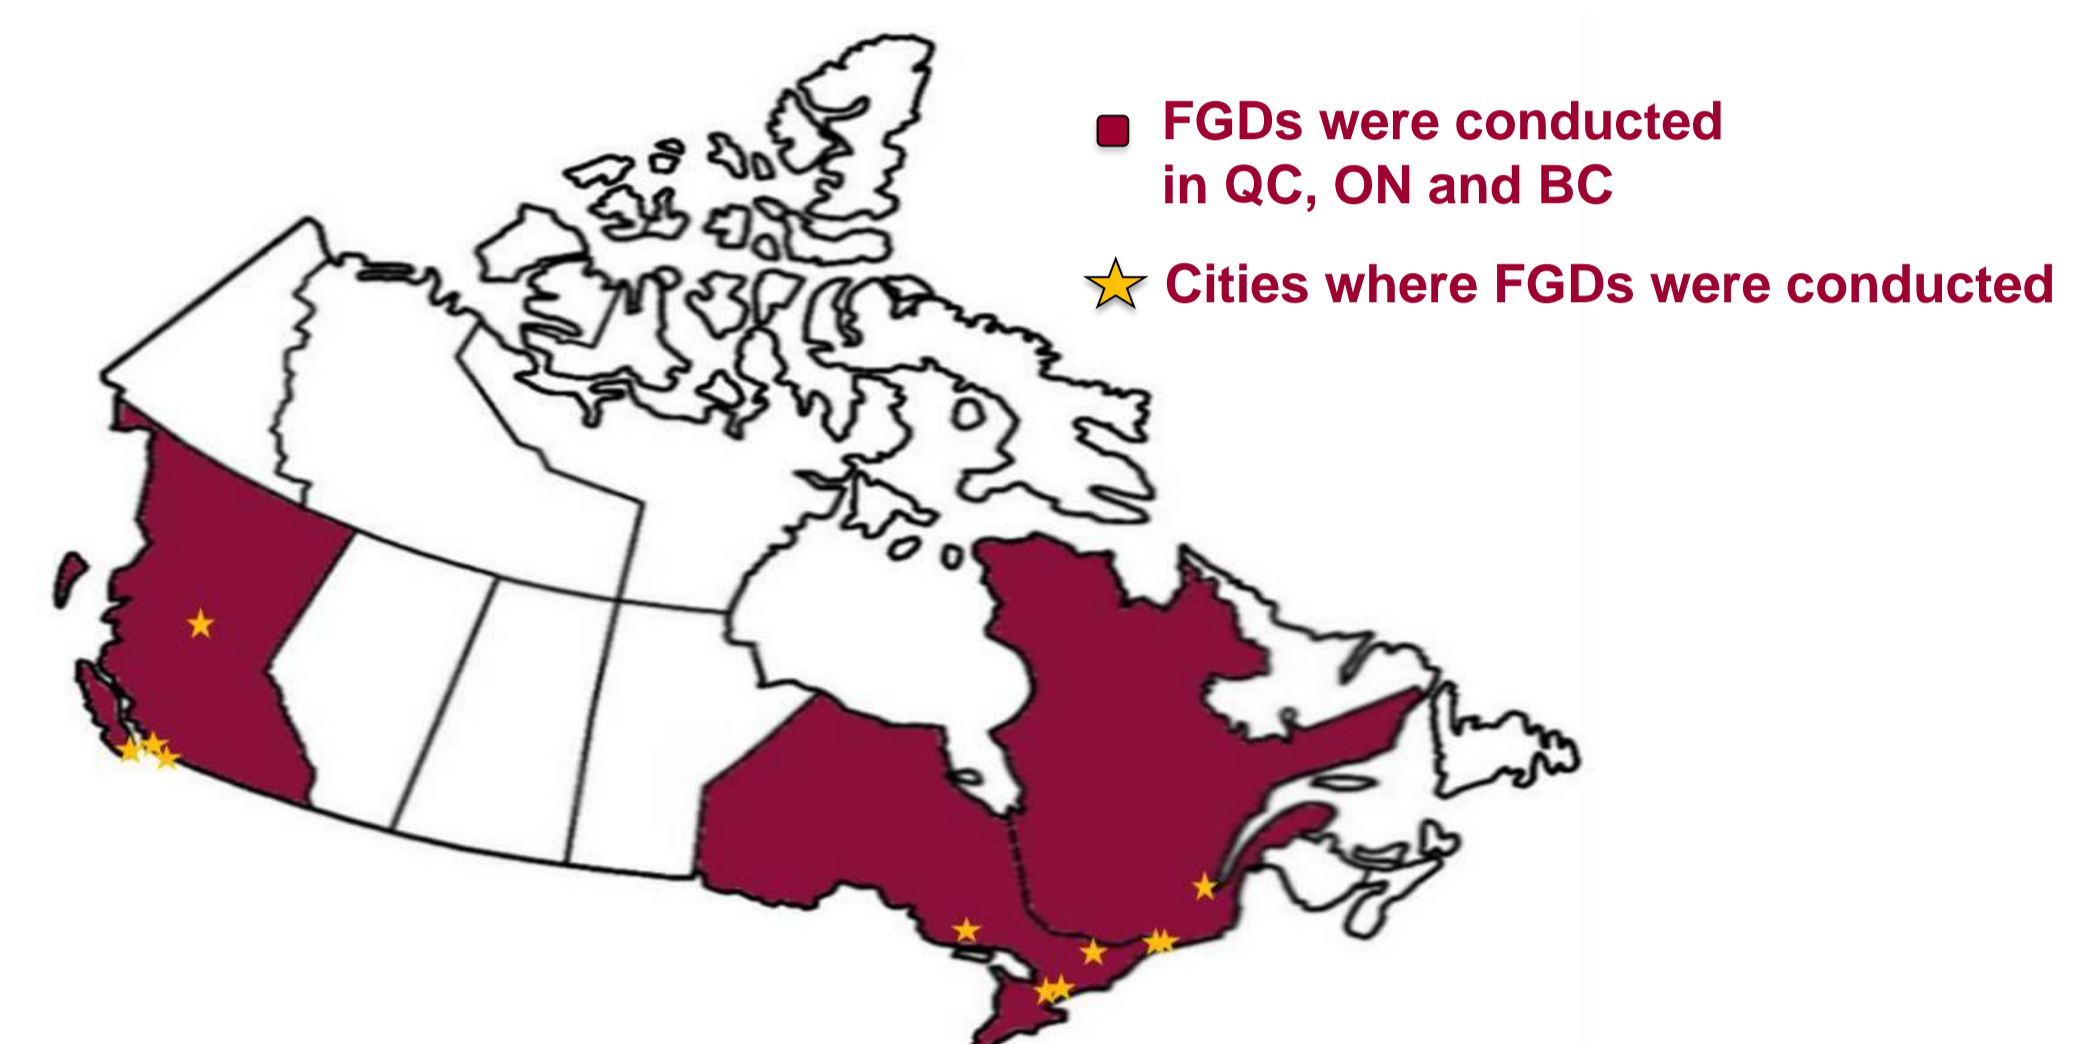 FGDs were conducted
in QC, ON and BC
Cities where FGDs were conducted